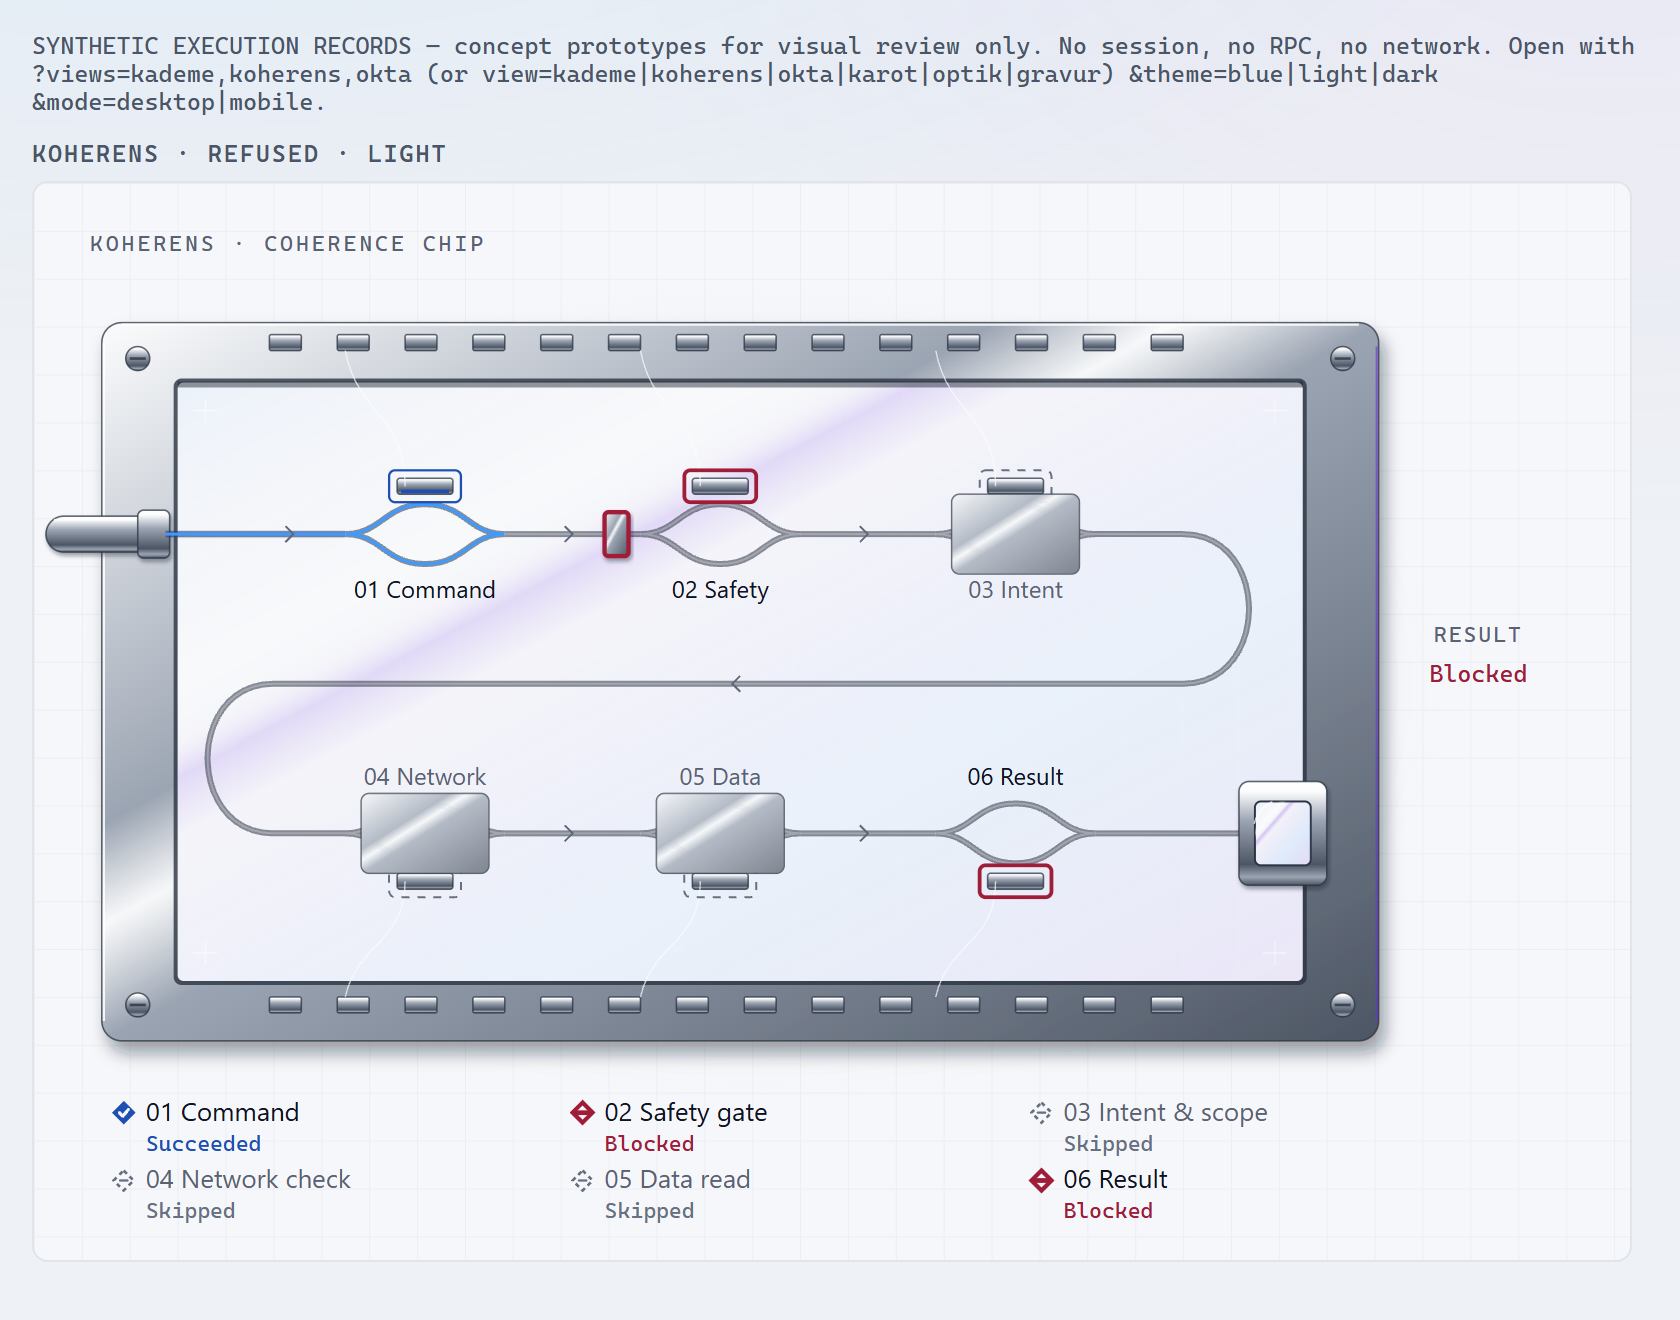 SYNTHETIC EXECUTION RECORDS — concept prototypes for visual review only. No session, no RPC, no network. Open with
?views=kademe,koherens,okta (or view=kademe|koherens|okta|karot|optik|gravur) &theme=blue|light|dark
&mode=desktop|mobile.
KOHERENS · REFUSED · LIGHT
KOHERENS · COHERENCE CHIP
01 Command
02 Safety
03 Intent
RESULT
Blocked
04 Network
05 Data
06 Result
01 Command
Succeeded
02 Safety gate
Blocked
03 Intent & scope
Skipped
04 Network check
Skipped
05 Data read
Skipped
06 Result
Blocked